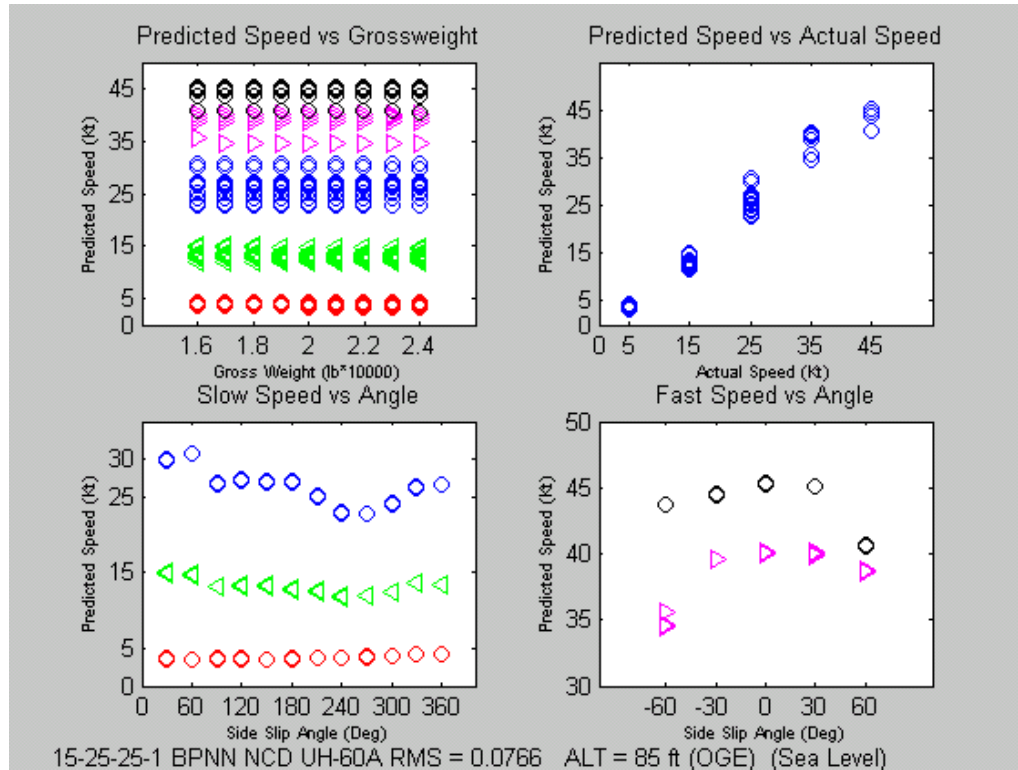 Predicted Speed vs Grossweight
Predicted Speed (Kt)
45
35
25
15
5
0
1.6 1.8 2 2.2 2.4
Gross Weight (lb*10000)
Predicted Speed vs Actual Speed
Predicted Speed (Kt)
45
35
25
15
5
0
0 5 15 25 35 45
Actual Speed (Kt)
Slow Speed vs Angle
Predicted Speed (Kt)
30
25
15
5
0
0 60 120 180 240 300 360
Side Slip Angle (Deg)
Fast Speed vs Angle
Predicted Speed (Kt)
50
45
40
35
30
-60 -30 0 30 60
Side Slip Angle (Deg)
15-25-25-1 BPNN NCD UH-60A RMS = 0.0766 ALT = 85 ft (OGE) (Sea Level)